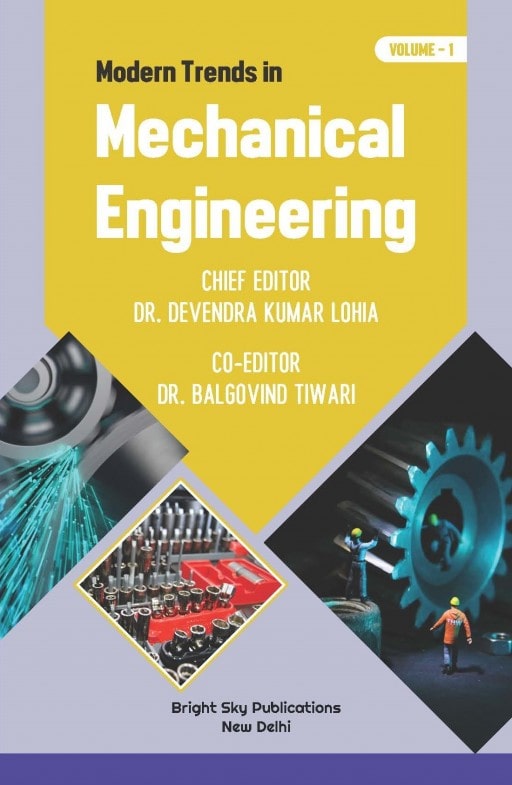 VOLUME - 1
Modern Trends in
Mechanical
Engineering
CHIEF EDITOR
DR. DEVENDRA KUMAR LOHIA
CO-EDITOR
DR. BALGOVIND TIWARI
Bright Sky Publications
New Delhi